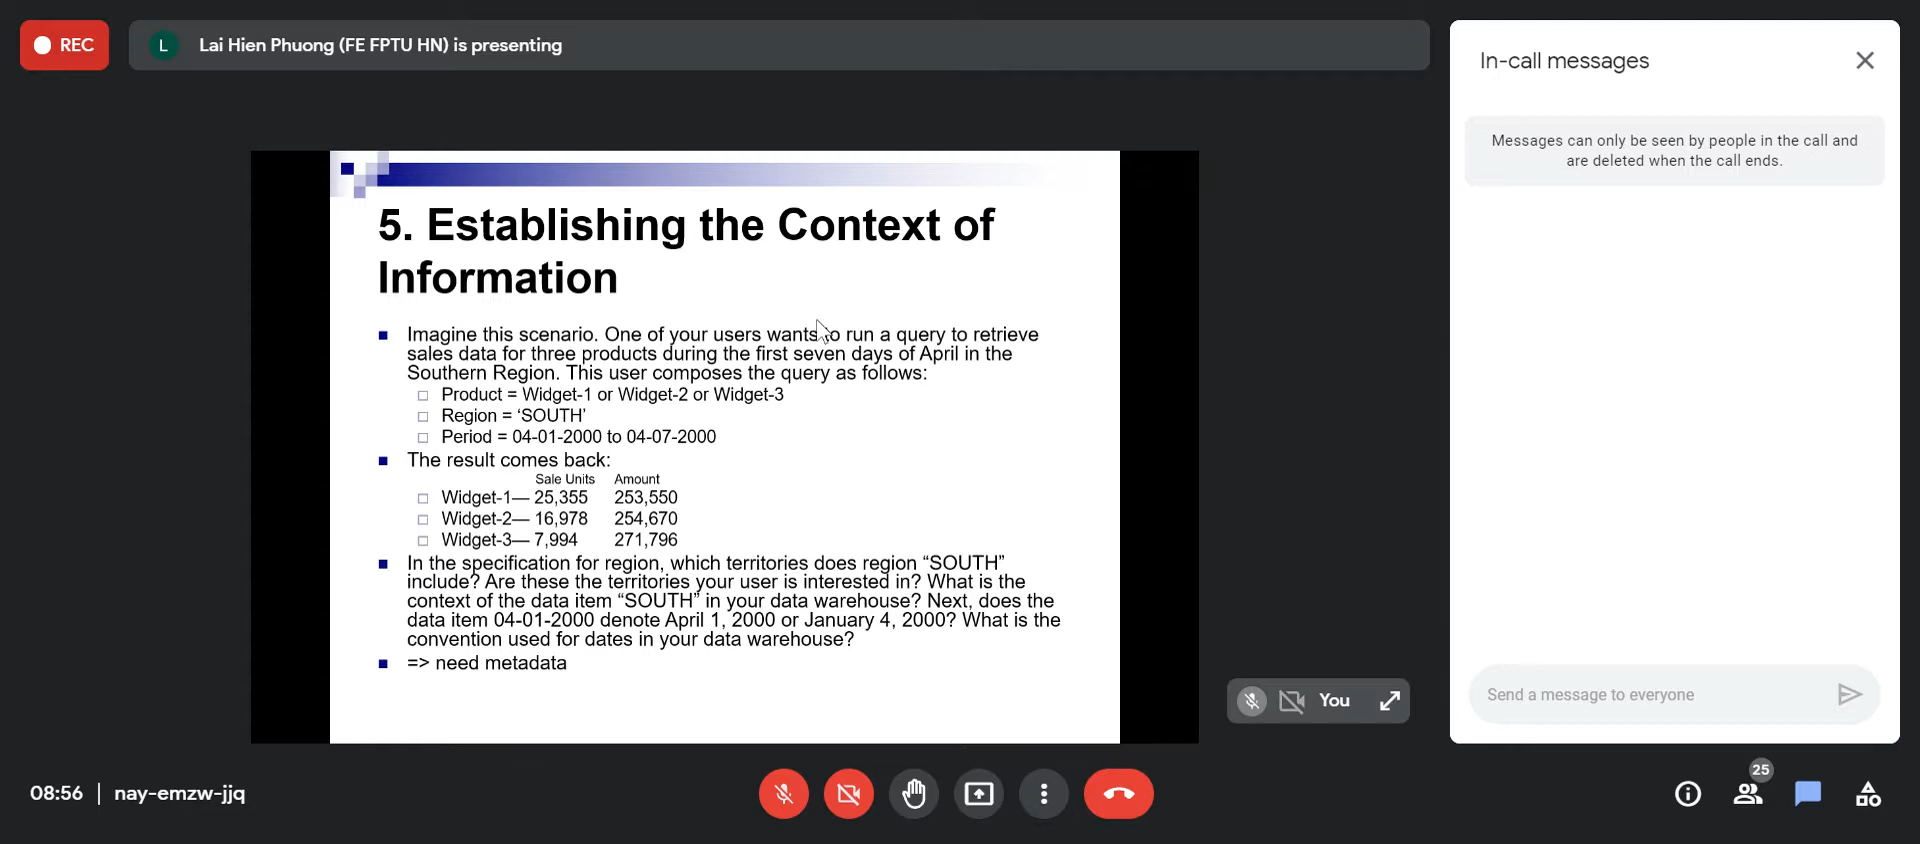 REC
L
Lai Hien Phuong (FE FPTU HN) is presenting
In-call messages
Messages can only be seen by people in the call and
are deleted when the call ends.
5. Establishing the Context of
Information
Imagine this scenario. One of your users wants to run a query to retrieve
sales data for three products during the first seven days of April in the
Southern Region. This user composes the query as follows:
Product = Widget-1 or Widget-2 or Widget-3
Region = ‘SOUTH’
Period = 04-01-2000 to 04-07-2000
The result comes back:
Sale Units Amount
Widget-1— 25,355 253,550
Widget-2— 16,978 254,670
Widget-3— 7,994 271,796
In the specification for region, which territories does region “SOUTH”
include? Are these the territories your user is interested in? What is the
context of the data item “SOUTH” in your data warehouse? Next, does the
data item 04-01-2000 denote April 1, 2000 or January 4, 2000? What is the
convention used for dates in your data warehouse?
=> need metadata
You
Send a message to everyone
08:56 | nay-emzw-jjq
25